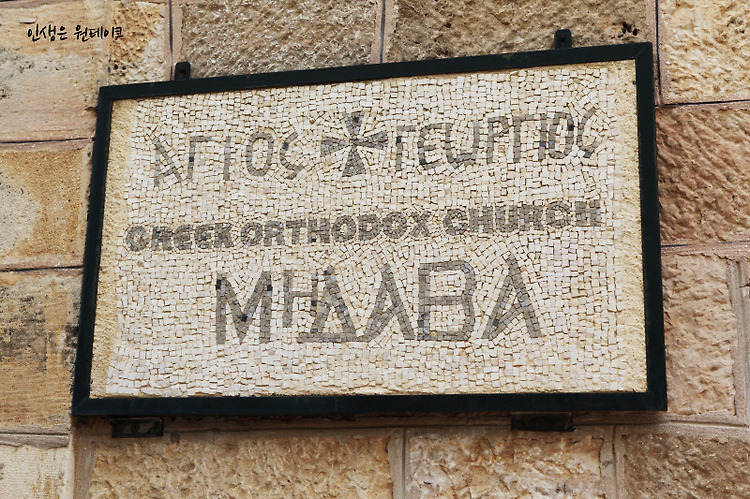 인생은 원테이크
ΑΓΙΟς ✠ ΓΕΩΡΓΙΟς
GREEK ORTHODOX CHURCH
ΜΗΔΑΒΑ